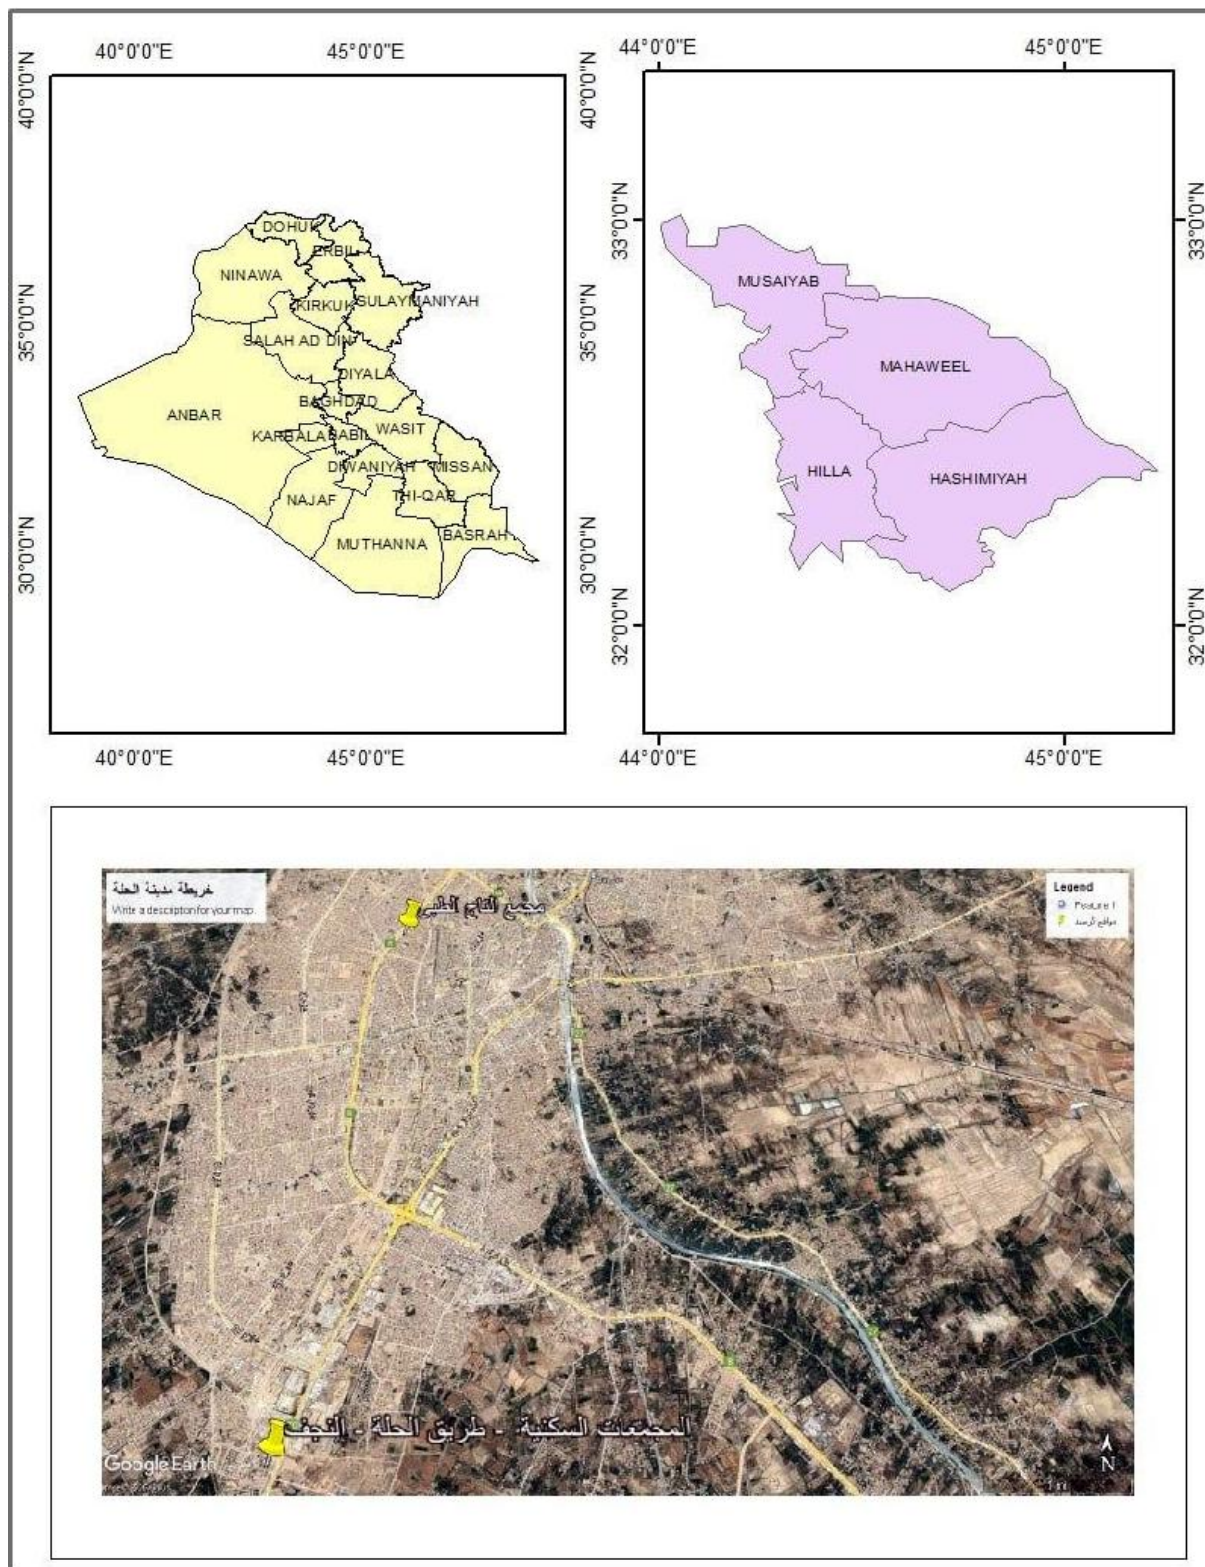 40°0'0"E 45°0'0"E
44°0'0"E 45°0'0"E
40°0'0"N
40°0'0"N
33°0'0"N
33°0'0"N
DOHUK
ERBIL
NINAWA
KIRKUK
SULAYMANIYAH
SALAH AD DIN
DIYALA
BAGHDAD
ANBAR
WASIT
KARBALA
BABIL
DIWANIYAH
MISSAN
NAJAF
THI-QAR
BASRAH
MUTHANNA
35°0'0"N
35°0'0"N
30°0'0"N
30°0'0"N
MUSAIYAB
MAHAWEEL
HILLA
HASHIMIYAH
32°0'0"N
32°0'0"N
40°0'0"E 45°0'0"E
44°0'0"E 45°0'0"E
خريطة مدينة الحلة
Write a description for your map.
Legend
Feature 1
مواقع الرصد
مجمع التاج الطبي
المجمعات السكنية - طريق الحلة - النجف
Google Earth
N